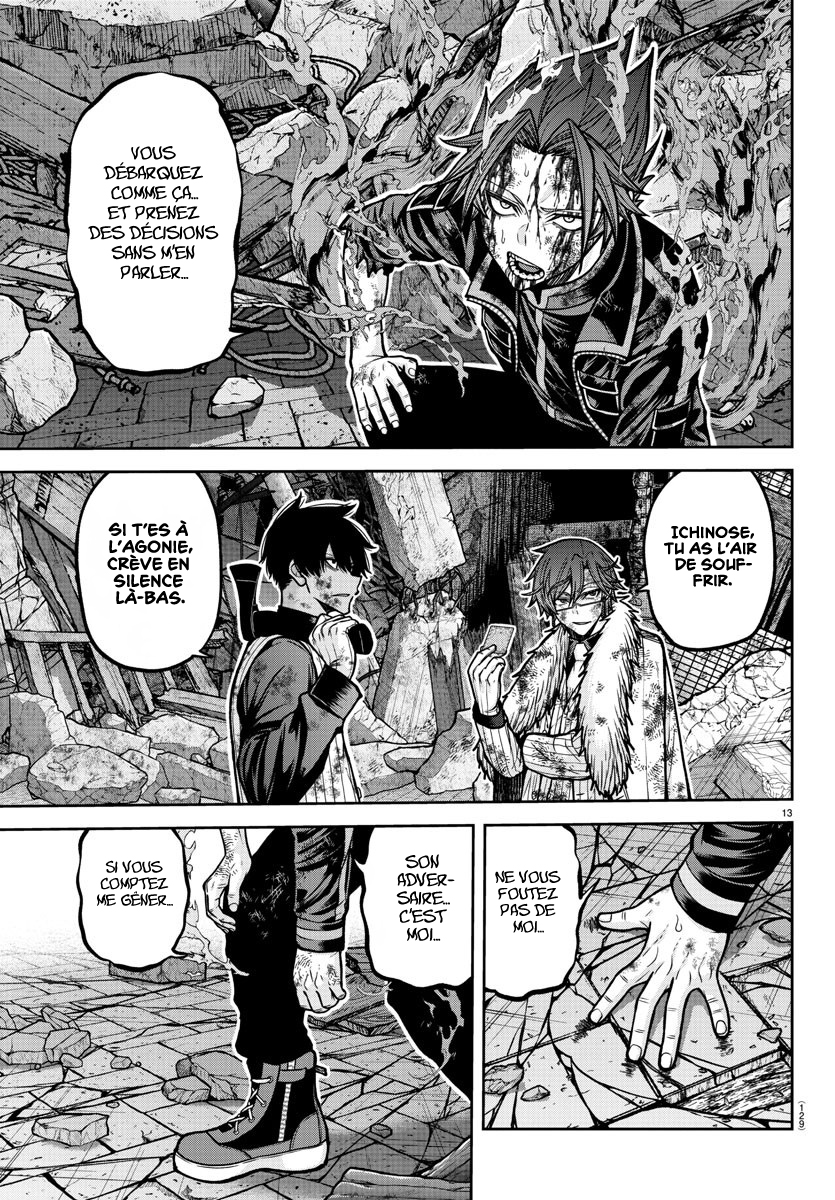 VOUS
DÉBARQUEZ
COMME ÇA...
ET PRENEZ
DES DÉCISIONS
SANS M'EN
PARLER...
ICHINOSE,
TU AS L'AIR
DE SOUF-
FRIR.
SI T'ES À
L'AGONIE,
CRÈVE EN
SILENCE
LÀ-BAS.
13
NE VOUS
FOUTEZ
PAS DE
MOI...
SON
ADVER-
SAIRE...
C'EST
MOI...
SI VOUS
COMPTEZ
ME GÊNER...
(129)